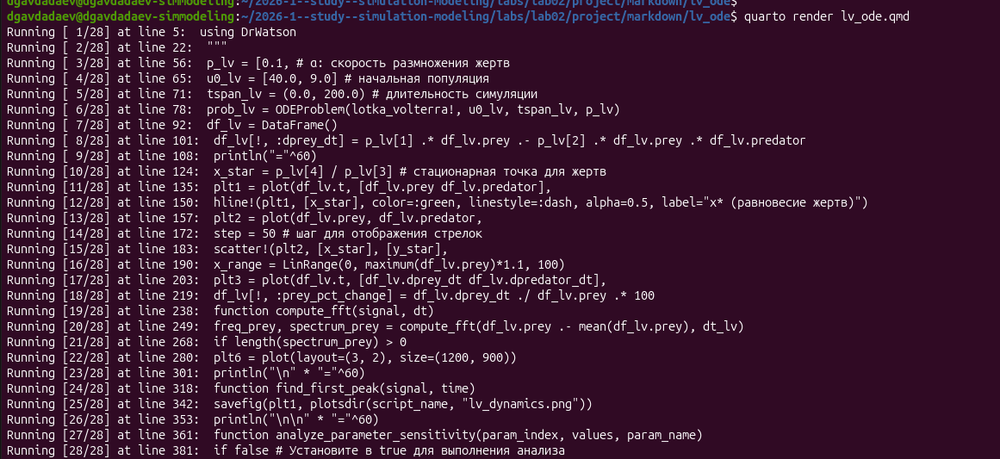 dgavdadaev@dgavdadaev-simmodeling:~/2026-1--study--simulation-modeling/labs/lab02/project/markdown/lv_ode$
dgavdadaev@dgavdadaev-simmodeling:~/2026-1--study--simulation-modeling/labs/lab02/project/markdown/lv_ode$ quarto render lv_ode.qmd
Running [ 1/28] at line 5:  using DrWatson
Running [ 2/28] at line 22:  """
Running [ 3/28] at line 56:  p_lv = [0.1, # α: скорость размножения жертв
Running [ 4/28] at line 65:  u0_lv = [40.0, 9.0] # начальная популяция
Running [ 5/28] at line 71:  tspan_lv = (0.0, 200.0) # длительность симуляции
Running [ 6/28] at line 78:  prob_lv = ODEProblem(lotka_volterra!, u0_lv, tspan_lv, p_lv)
Running [ 7/28] at line 92:  df_lv = DataFrame()
Running [ 8/28] at line 101:  df_lv[!, :dprey_dt] = p_lv[1] .* df_lv.prey .- p_lv[2] .* df_lv.prey .* df_lv.predator
Running [ 9/28] at line 108:  println("="^60)
Running [10/28] at line 124:  x_star = p_lv[4] / p_lv[3] # стационарная точка для жертв
Running [11/28] at line 135:  plt1 = plot(df_lv.t, [df_lv.prey df_lv.predator],
Running [12/28] at line 150:  hline!(plt1, [x_star], color=:green, linestyle=:dash, alpha=0.5, label="x* (равновесие жертв)")
Running [13/28] at line 157:  plt2 = plot(df_lv.prey, df_lv.predator,
Running [14/28] at line 172:  step = 50 # шаг для отображения стрелок
Running [15/28] at line 183:  scatter!(plt2, [x_star], [y_star],
Running [16/28] at line 190:  x_range = LinRange(0, maximum(df_lv.prey)*1.1, 100)
Running [17/28] at line 203:  plt3 = plot(df_lv.t, [df_lv.dprey_dt df_lv.dpredator_dt],
Running [18/28] at line 219:  df_lv[!, :prey_pct_change] = df_lv.dprey_dt ./ df_lv.prey .* 100
Running [19/28] at line 238:  function compute_fft(signal, dt)
Running [20/28] at line 249:  freq_prey, spectrum_prey = compute_fft(df_lv.prey .- mean(df_lv.prey), dt_lv)
Running [21/28] at line 268:  if length(spectrum_prey) > 0
Running [22/28] at line 280:  plt6 = plot(layout=(3, 2), size=(1200, 900))
Running [23/28] at line 301:  println("\n" * "="^60)
Running [24/28] at line 318:  function find_first_peak(signal, time)
Running [25/28] at line 342:  savefig(plt1, plotsdir(script_name, "lv_dynamics.png"))
Running [26/28] at line 353:  println("\n\n" * "="^60)
Running [27/28] at line 361:  function analyze_parameter_sensitivity(param_index, values, param_name)
Running [28/28] at line 381:  if false # Установите в true для выполнения анализа